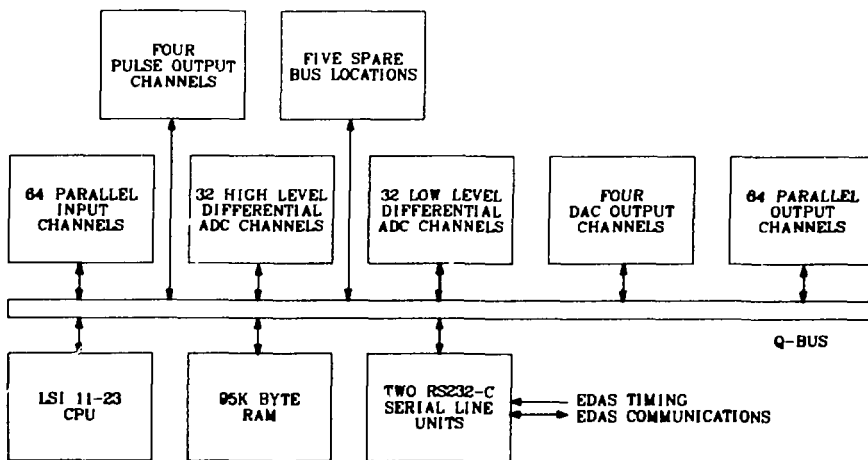 FOUR
PULSE OUTPUT
CHANNELS
FIVE SPARE
BUS LOCATIONS
64 PARALLEL
INPUT
CHANNELS
32 HIGH LEVEL
DIFFERENTIAL
ADC CHANNELS
32 LOW LEVEL
DIFFERENTIAL
ADC CHANNELS
FOUR
DAC OUTPUT
CHANNELS
64 PARALLEL
OUTPUT
CHANNELS
Q-BUS
LSI 11-23
CPU
95K BYTE
RAM
TWO RS232-C
SERIAL LINE
UNITS
EDAS TIMING
EDAS COMMUNICATIONS